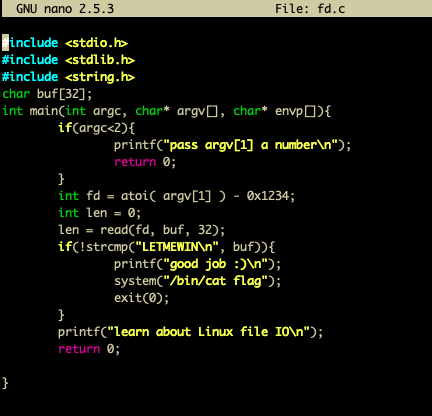 GNU nano 2.5.3 File: fd.c
#include <stdio.h>
#include <stdlib.h>
#include <string.h>
char buf[32];
int main(int argc, char* argv[], char* envp[]){
        if(argc<2){
                printf("pass argv[1] a number\n");
                return 0;
        }
        int fd = atoi( argv[1] ) - 0x1234;
        int len = 0;
        len = read(fd, buf, 32);
        if(!strcmp("LETMEWIN\n", buf)){
                printf("good job :)\n");
                system("/bin/cat flag");
                exit(0);
        }
        printf("learn about Linux file IO\n");
        return 0;

}